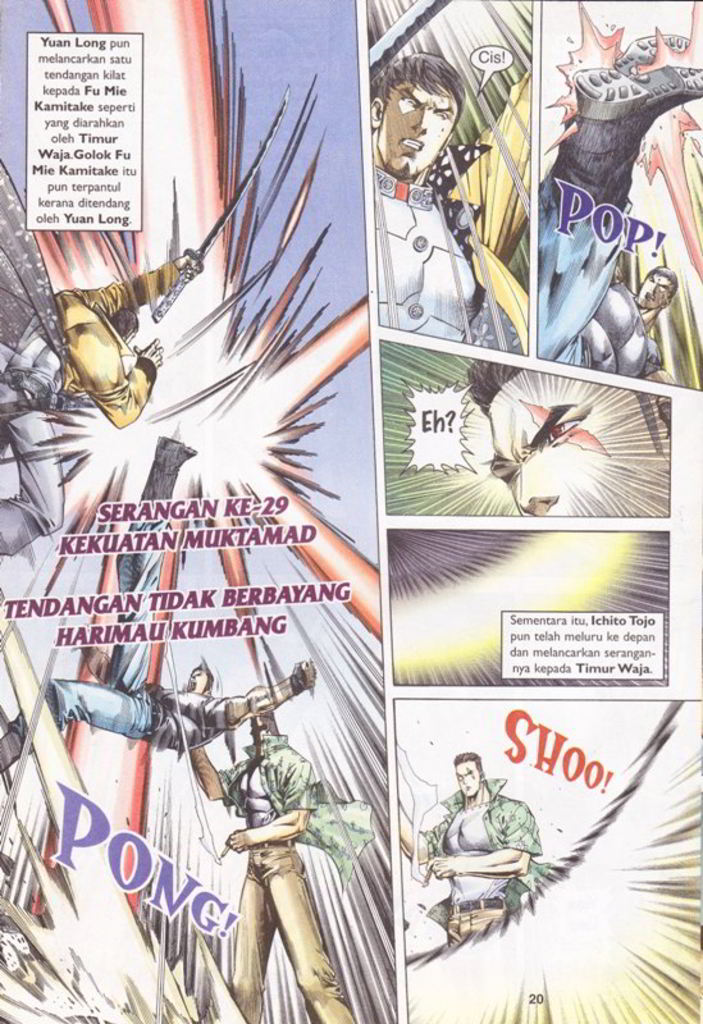 Yuan Long pun
melancarkan satu
tendangan kilat
kepada Fu Mie
Kamitake seperti
yang diarahkan
oleh Timur
Waja.Golok Fu
Mie Kamitake itu
pun terpantul
kerana ditendang
oleh Yuan Long.
SERANGAN KE-29
KEKUATAN MUKTAMAD
TENDANGAN TIDAK BERBAYANG
HARIMAU KUMBANG
PONG!
Cis!
POP!
Eh?
Sementara itu, Ichito Tojo
pun telah meluru ke depan
dan melancarkan serangan-
nya kepada Timur Waja.
SHOO!
20